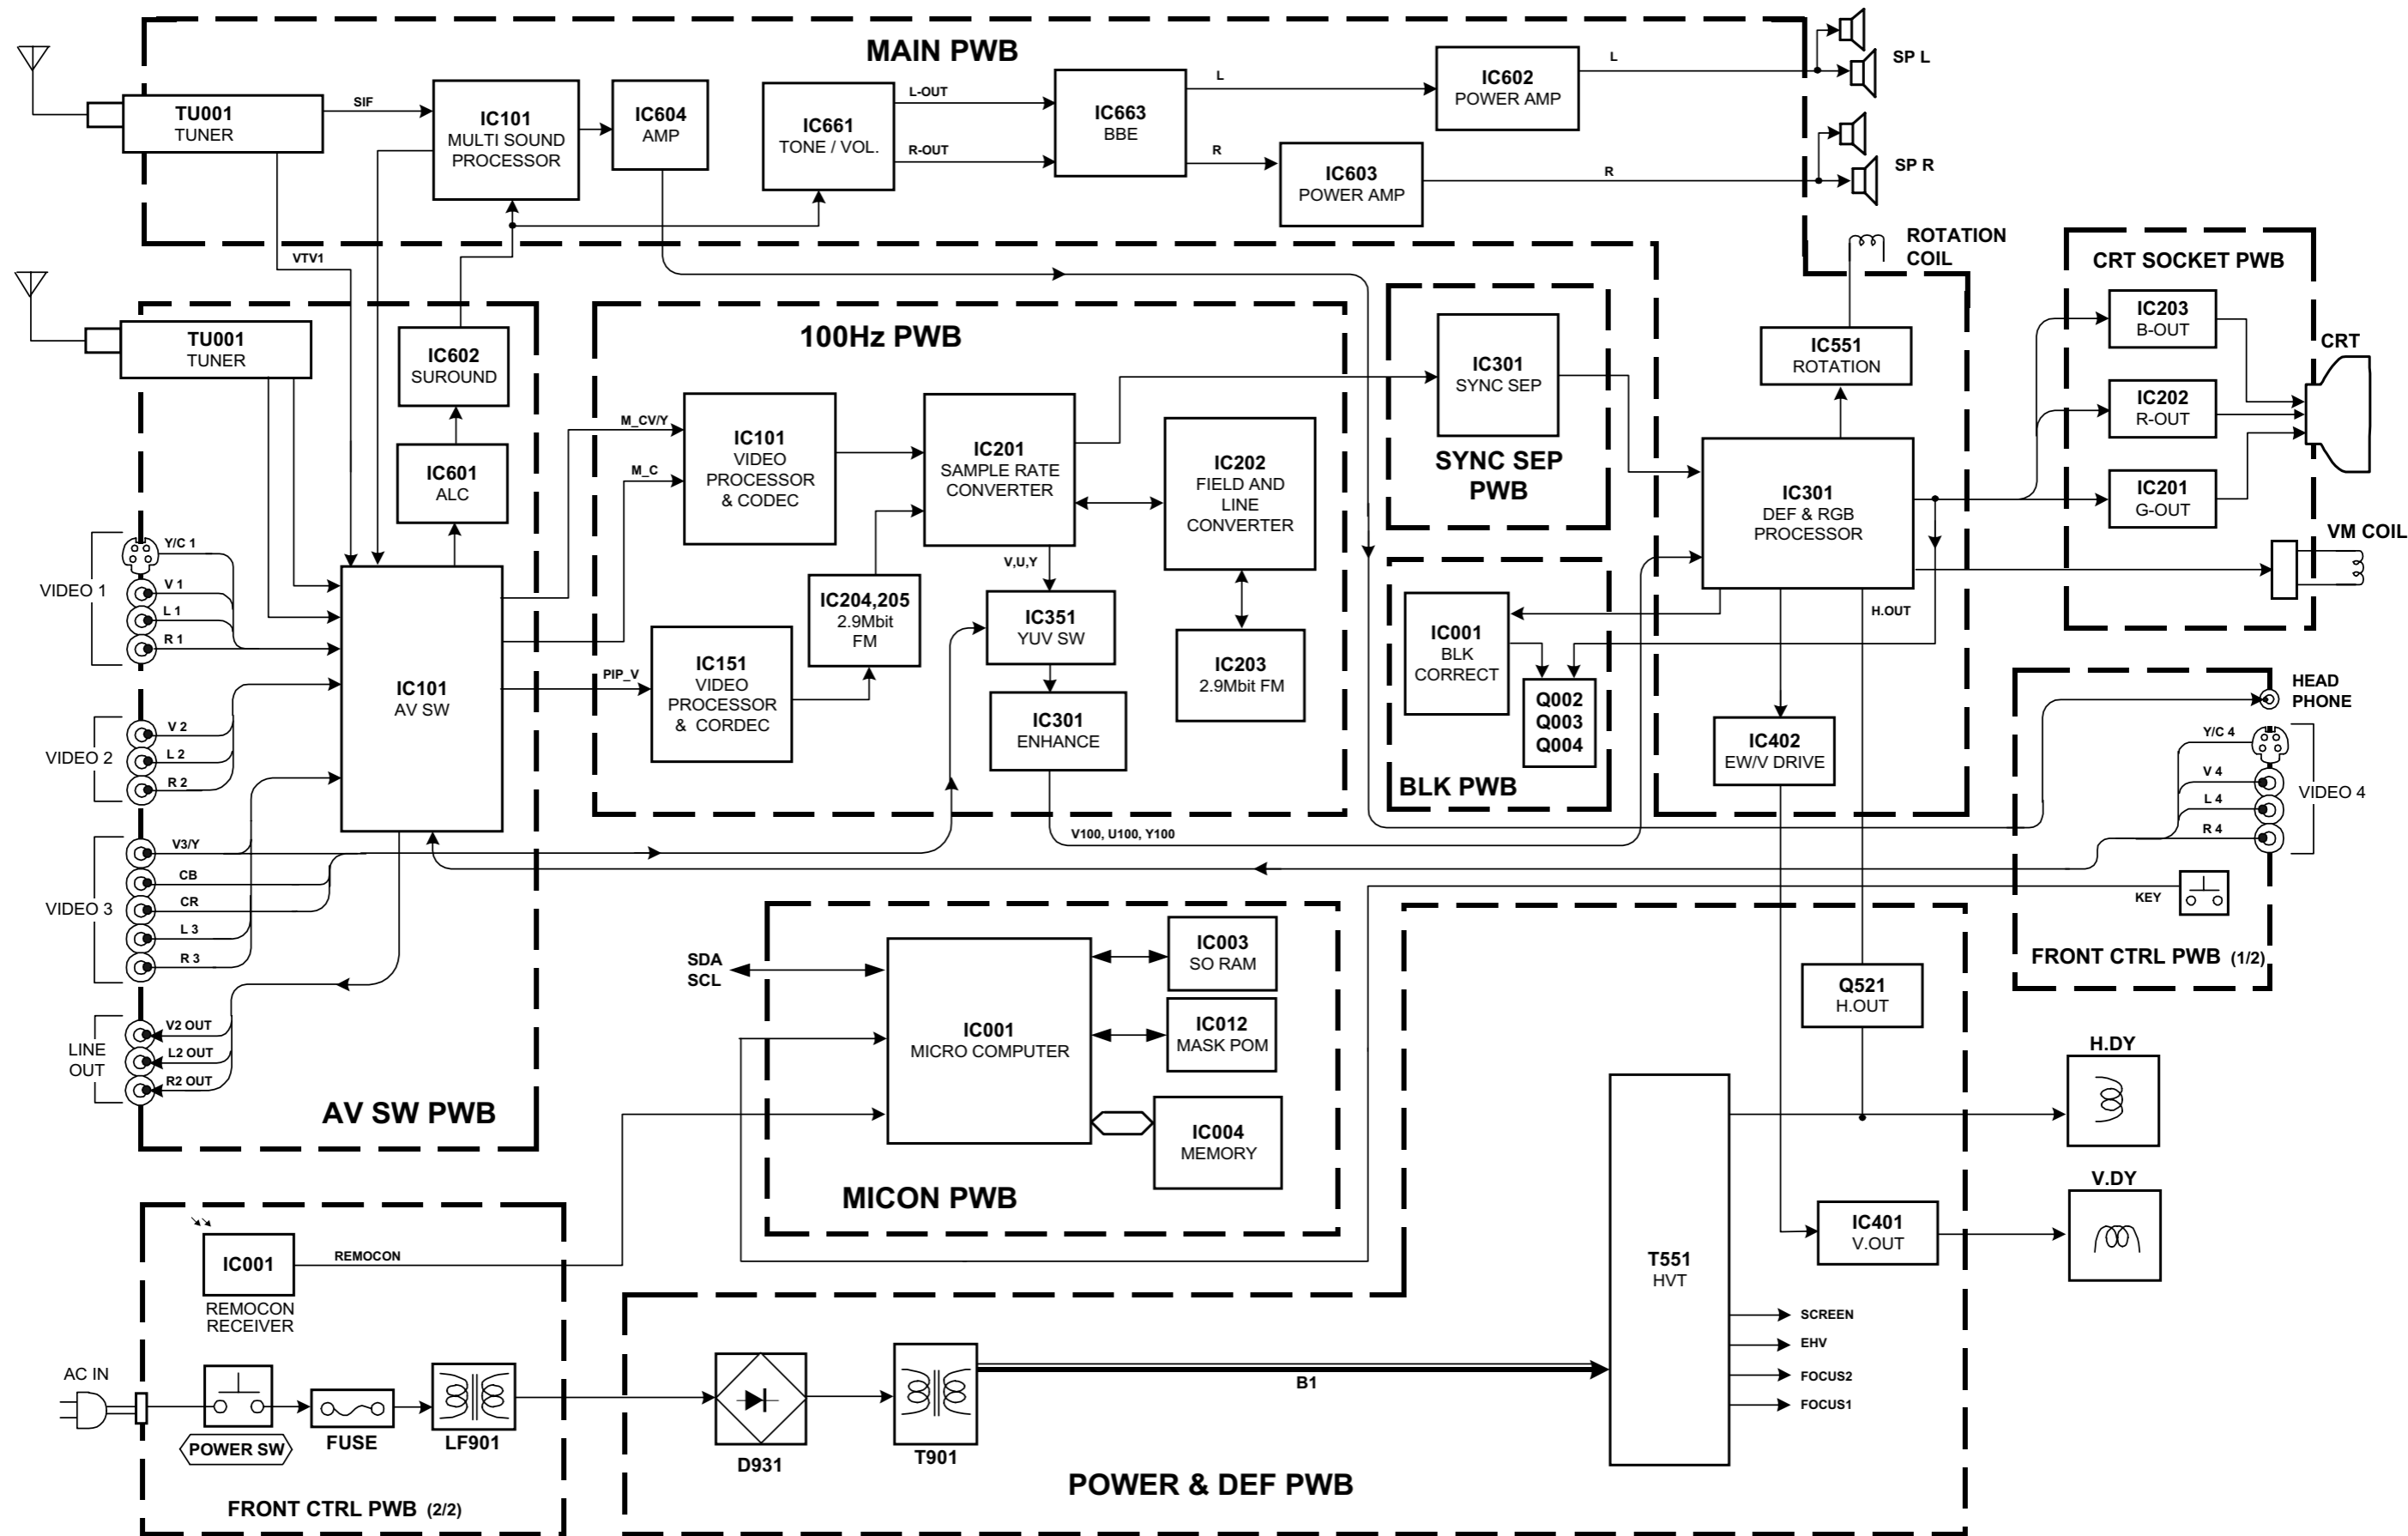 MAIN PWB
TU001
TUNER
SIF
IC101
MULTI SOUND
PROCESSOR
IC604
AMP
IC661
TONE / VOL.
L-OUT
R-OUT
IC663
BBE
L
R
IC602
POWER AMP
IC603
POWER AMP
L
R
SP L
SP R
VTV1
ROTATION
COIL
TU001
TUNER
IC602
SUROUND
IC601
ALC
IC101
AV SW
VIDEO 1
Y/C 1
V 1
L 1
R 1
VIDEO 2
V 2
L 2
R 2
VIDEO 3
V3/Y
CB
CR
L 3
R 3
LINE
OUT
V2 OUT
L2 OUT
R2 OUT
AV SW PWB
100Hz PWB
M_CV/Y
M_C
PIP_V
IC101
VIDEO
PROCESSOR
& CODEC
IC201
SAMPLE RATE
CONVERTER
IC202
FIELD AND
LINE
CONVERTER
IC204,205
2.9Mbit
FM
V,U,Y
IC351
YUV SW
IC151
VIDEO
PROCESSOR
& CORDEC
IC301
ENHANCE
IC203
2.9Mbit FM
V100, U100, Y100
IC301
SYNC SEP
SYNC SEP
PWB
IC001
BLK
CORRECT
Q002
Q003
Q004
BLK PWB
IC551
ROTATION
IC301
DEF & RGB
PROCESSOR
H.OUT
IC402
EW/V DRIVE
CRT SOCKET PWB
IC203
B-OUT
IC202
R-OUT
IC201
G-OUT
CRT
VM COIL
HEAD
PHONE
Y/C 4
V 4
L 4
R 4
VIDEO 4
KEY
FRONT CTRL PWB (1/2)
SDA
SCL
IC001
MICRO COMPUTER
IC003
SO RAM
IC012
MASK POM
IC004
MEMORY
MICON PWB
Q521
H.OUT
H.DY
V.DY
IC401
V.OUT
T551
HVT
SCREEN
EHV
FOCUS2
FOCUS1
IC001
REMOCON
REMOCON
RECEIVER
AC IN
POWER SW
FUSE
LF901
FRONT CTRL PWB (2/2)
D931
T901
B1
POWER & DEF PWB